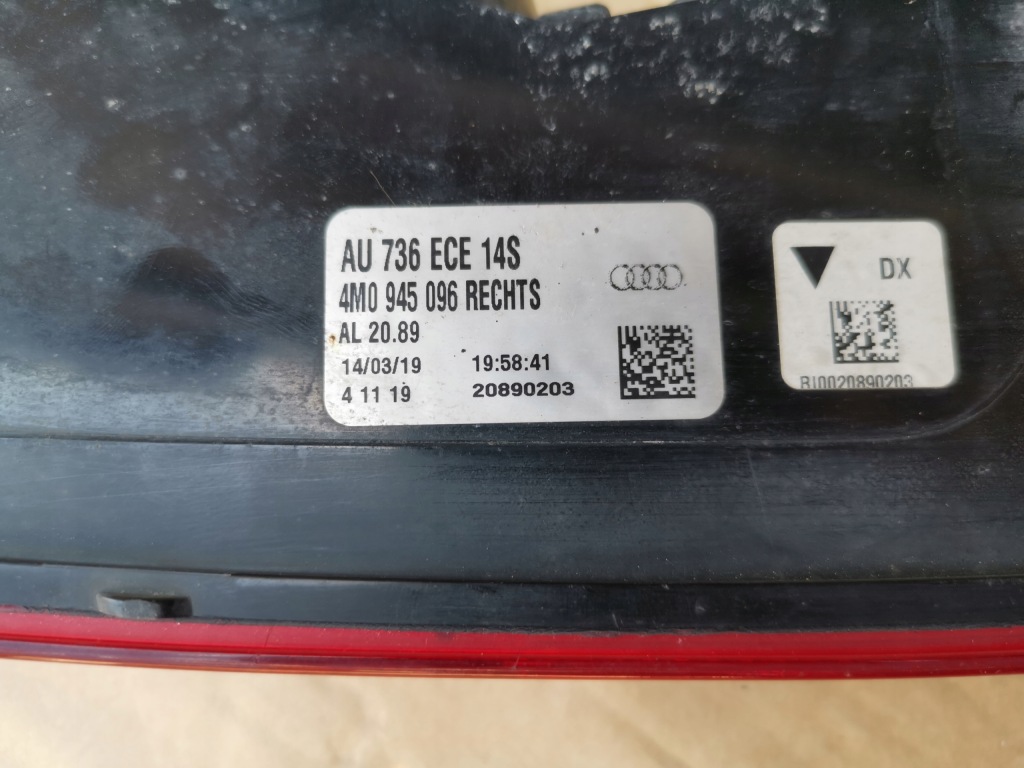 AU 736 ECE 14S
4M0 945 096 RECHTS
AL 20.89
14/03/19 19:58:41
4 11 19 20890203
DX
RI0020890203